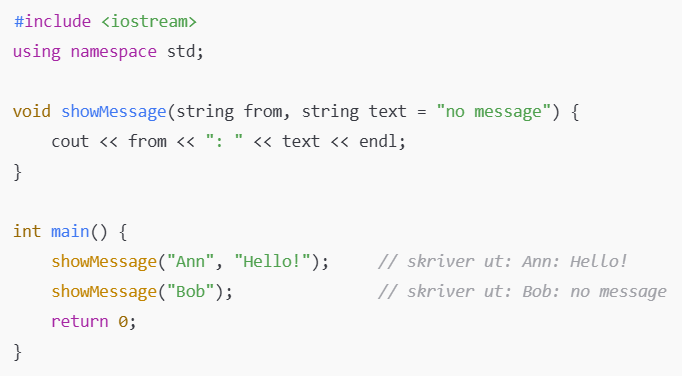 #include <iostream>
using namespace std;
void showMessage(string from, string text = "no message") {
    cout << from << ": " << text << endl;
}
int main() {
    showMessage("Ann", "Hello!");     // skriver ut: Ann: Hello!
    showMessage("Bob");               // skriver ut: Bob: no message
    return 0;
}